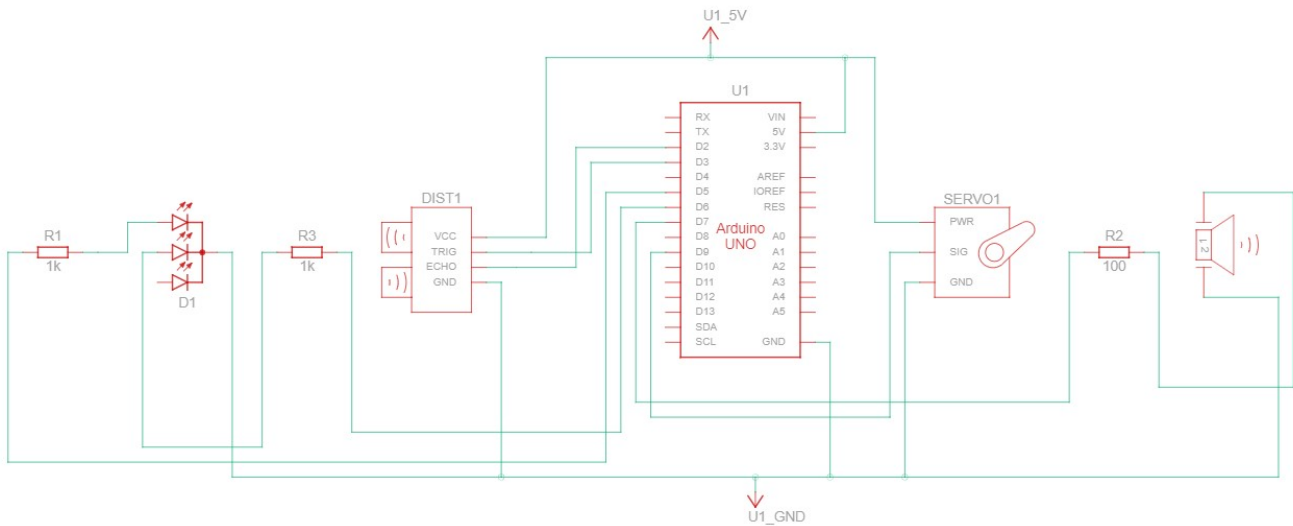 U1_5V
U1
RX
TX
D2
D3
D4
D5
D6
D7
D8
D9
D10
D11
D12
D13
SDA
SCL
Arduino
UNO
VIN
5V
3.3V
AREF
IOREF
RES
A0
A1
A2
A3
A4
A5
GND
R1
1k
D1
R3
1k
DIST1
VCC
TRIG
ECHO
GND
SERVO1
PWR
SIG
GND
R2
100
U1_GND